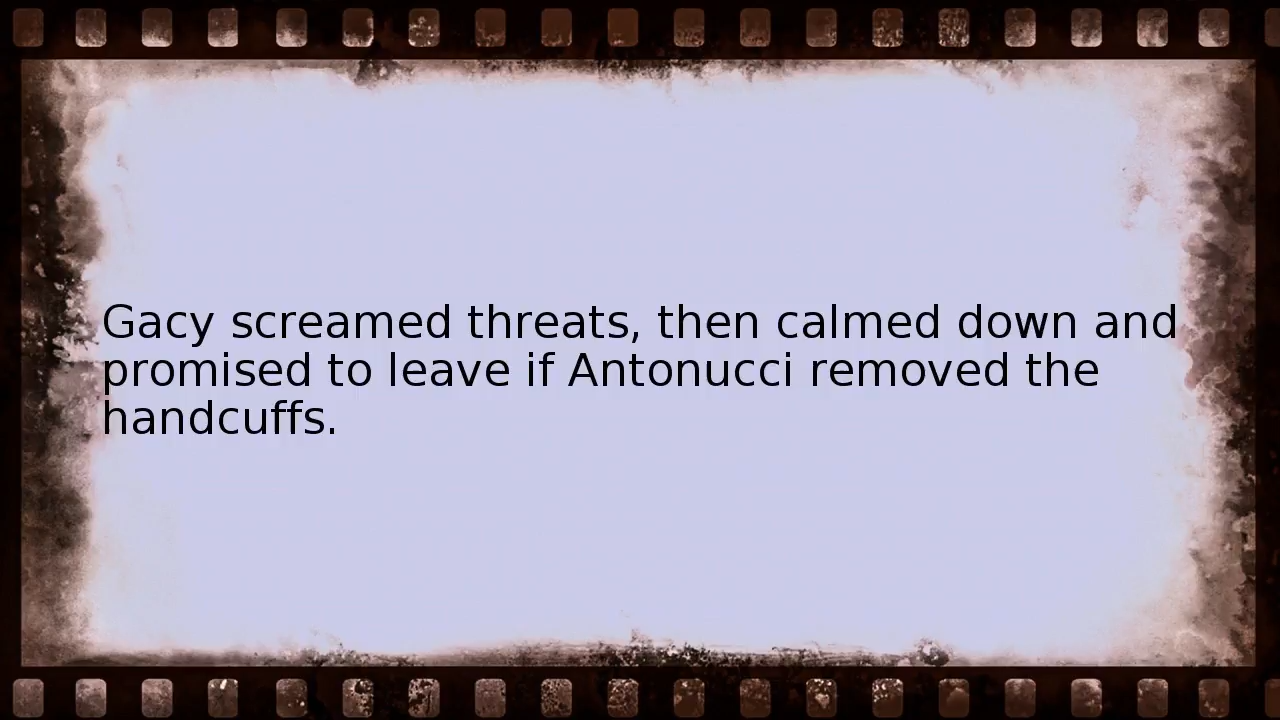 Gacy screamed threats, then calmed down and
promised to leave if Antonucci removed the
handcuffs.